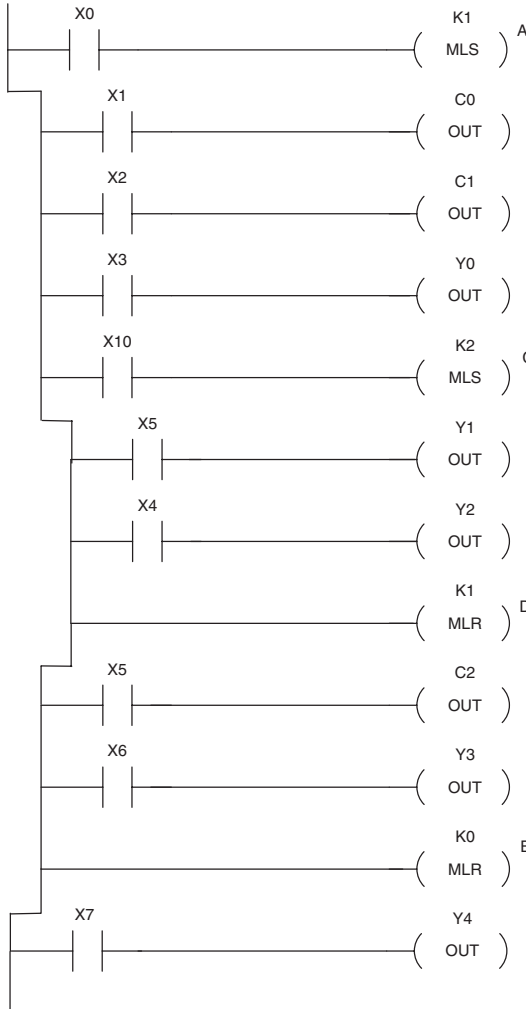 X0 K1
MLS A
X1 C0
OUT
X2 C1
OUT
X3 Y0
OUT
X10 K2
MLS
X5 Y1
OUT
X4 Y2
OUT
K1
MLR
X5 C2
OUT
X6 Y3
OUT
K0
MLR
X7 Y4
OUT